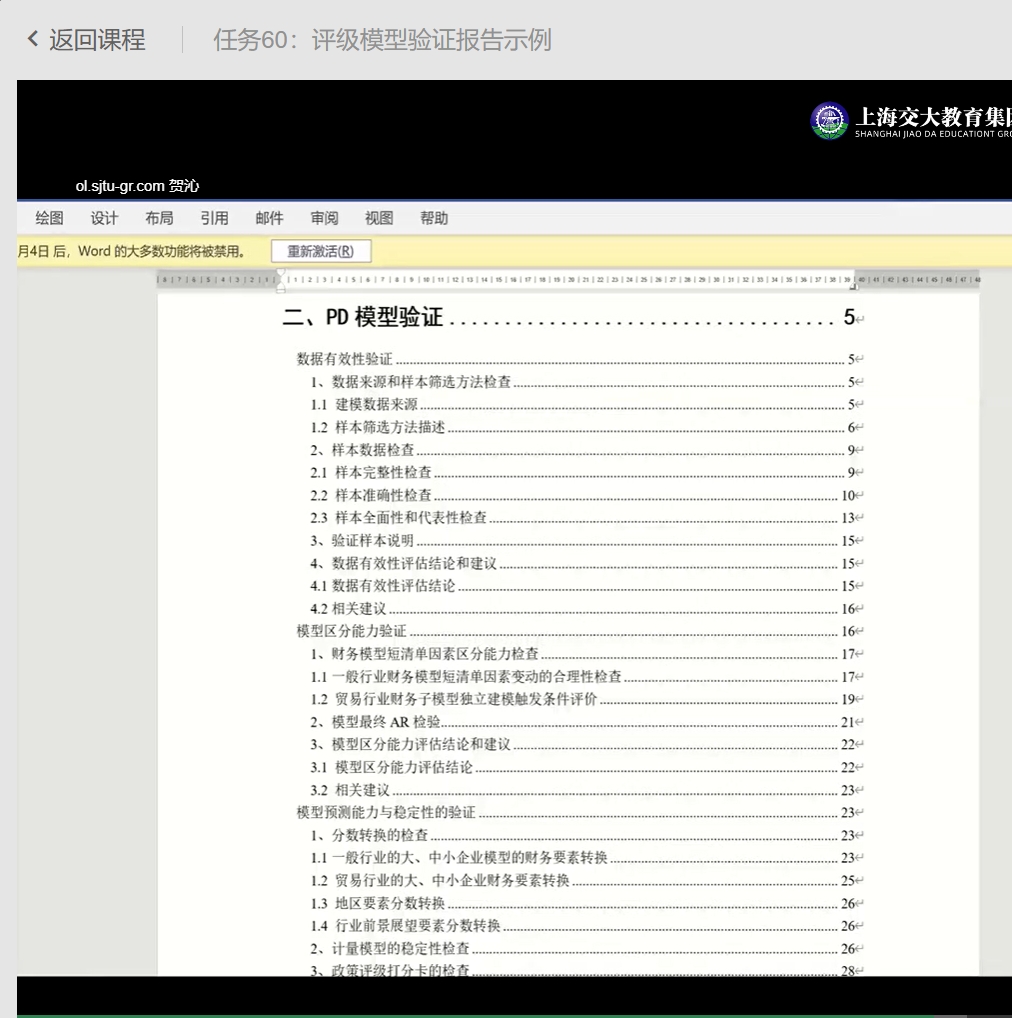 返回课程 任务60：评级模型验证报告示例
上海交大教育集团
SHANGHAI JIAO DA EDUCATIONT GRO
ol.sjtu-gr.com 贺沁
绘图 设计 布局 引用 邮件 审阅 视图 帮助
月4日 后，Word 的大多数功能将被禁用。 重新激活(R)
二、PD 模型验证 5
数据有效性验证 5
1、数据来源和样本筛选方法检查 5
1.1 建模数据来源 5
1.2 样本筛选方法描述 6
2、样本数据检查 9
2.1 样本完整性检查 9
2.2 样本准确性检查 10
2.3 样本全面性和代表性检查 13
3、验证样本说明 15
4、数据有效性评估结论和建议 15
4.1 数据有效性评估结论 15
4.2 相关建议 16
模型区分能力验证 16
1、财务模型短清单因素区分能力检查 17
1.1 一般行业财务模型短清单因素变动的合理性检查 17
1.2 贸易行业财务子模型独立建模触发条件评价 19
2、模型最终 AR 检验 21
3、模型区分能力评估结论和建议 22
3.1 模型区分能力评估结论 22
3.2 相关建议 23
模型预测能力与稳定性的验证 23
1、分数转换的检查 23
1.1 一般行业的大、中小企业模型的财务要素转换 23
1.2 贸易行业的大、中小企业财务要素转换 25
1.3 地区要素分数转换 26
1.4 行业前景展望要素分数转换 26
2、计量模型的稳定性检查 26
3、政策评级打分卡的检查 28